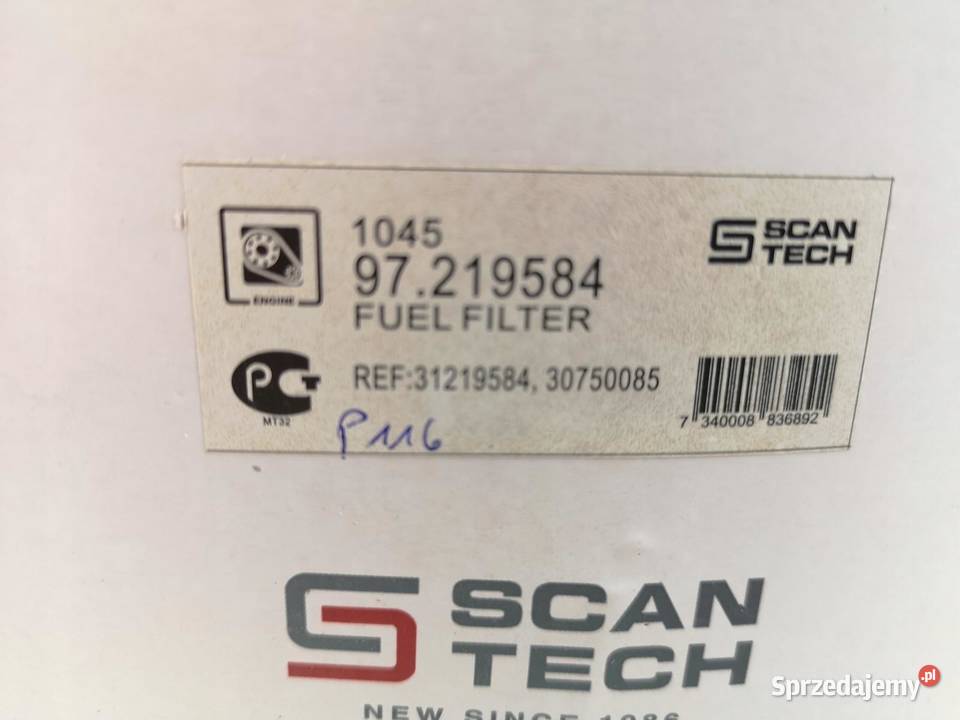 1045
97.219584
FUEL FILTER
SCAN
TECH
ENGINE
PCT
MT32
REF:31219584, 30750085
7 340008 836892
P116
SCAN
TECH
NEW SINCE 1986
Sprzedajemy.pl